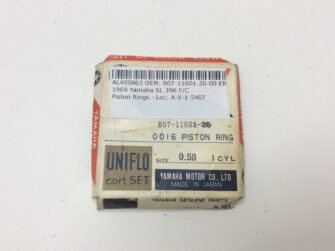 AL400863 OEM: 807-11601-20-00 EB
1969 Yamaha SL 396 F/C
Piston Rings - Loc: A-X-1-5407
807-11601-20
0016 PISTON RING
UNIFLO
cort SET
SIZE 0.50 1 CYL
YAMAHA MOTOR CO. LTD
MADE IN JAPAN
YAMAHA GENUINE PARTS
YAMAHA